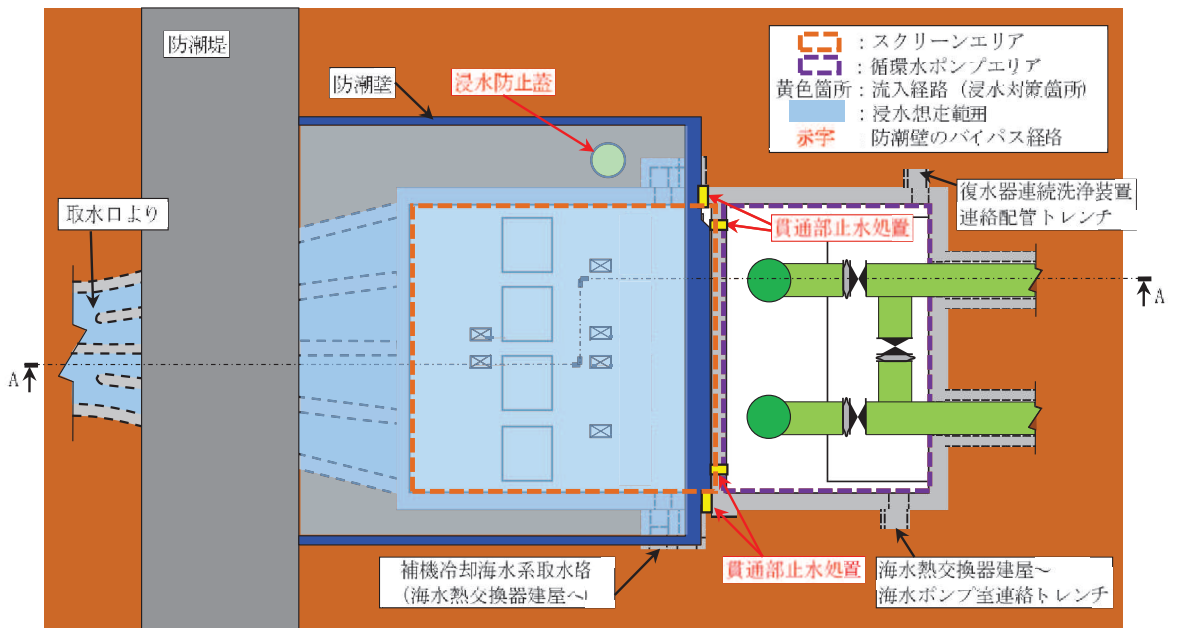 防潮堤
防潮壁
浸水防止蓋
：スクリーンエリア
：循環水ポンプエリア
黄色箇所：流入経路（浸水対策箇所）
：浸水想定範囲
赤字　防潮壁のバイパス経路
取水口より
復水器連続洗浄装置
連絡配管トレンチ
貫通部止水処置
A
A
補機冷却海水系取水路
（海水熱交換器建屋へ）
貫通部止水処置
海水熱交換器建屋～
海水ポンプ室連絡トレンチ